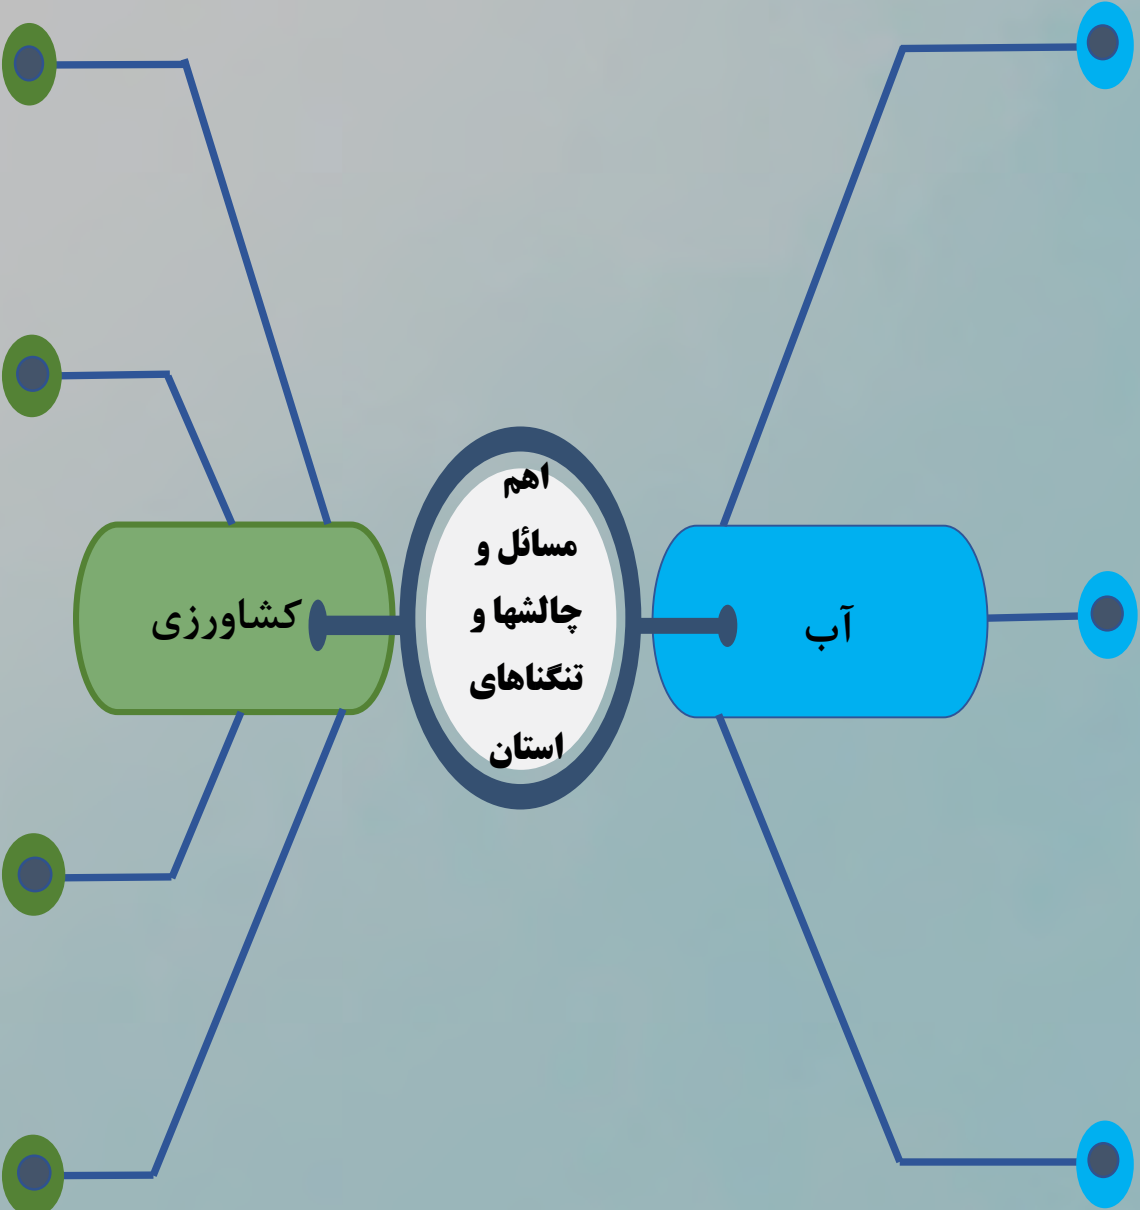 آب
اهم
مسائل و
چالشها و
تنگناهای
استان
کشاورزی